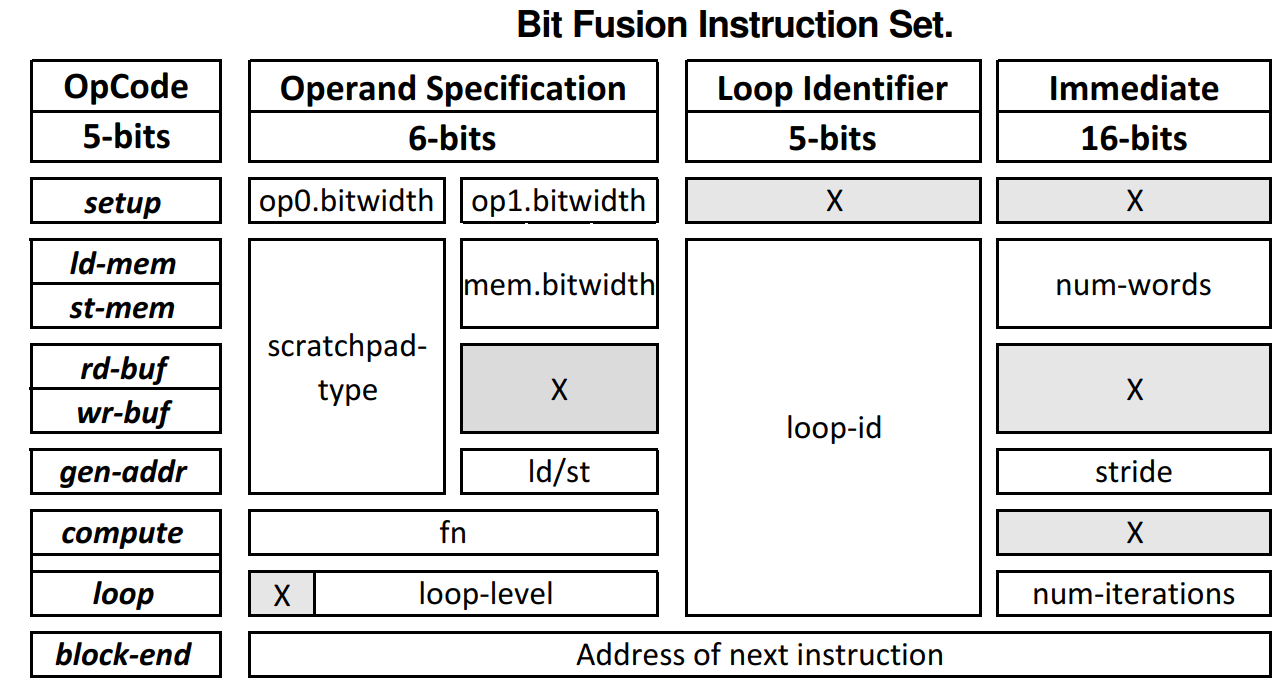 Bit Fusion Instruction Set.
OpCode Operand Specification Loop Identifier Immediate
5-bits 6-bits 5-bits 16-bits
setup op0.bitwidth op1.bitwidth X X
ld-mem
st-mem
mem.bitwidth
num-words
scratchpad-
type
rd-buf
wr-buf
X
X
loop-id
gen-addr ld/st stride
compute fn X
loop X loop-level num-iterations
block-end Address of next instruction